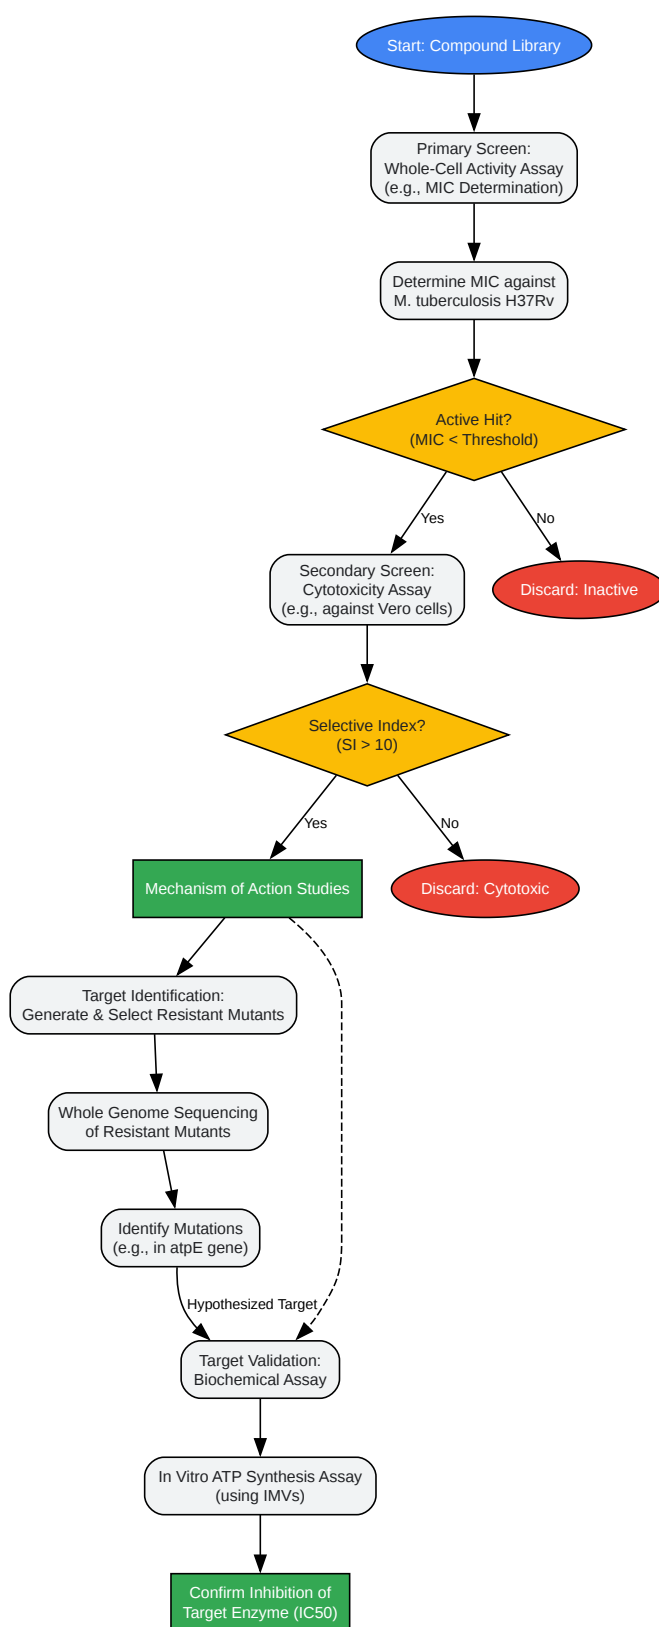 Start: Compound Library
Primary Screen:
Whole-Cell Activity Assay
(e.g., MIC Determination)
Determine MIC against
M. tuberculosis H37Rv
Active Hit?
(MIC < Threshold)
Yes
No
Secondary Screen:
Cytotoxicity Assay
(e.g., against Vero cells)
Discard: Inactive
Selective Index?
(SI > 10)
Yes
No
Mechanism of Action Studies
Discard: Cytotoxic
Target Identification:
Generate & Select Resistant Mutants
Whole Genome Sequencing
of Resistant Mutants
Identify Mutations
(e.g., in atpE gene)
Hypothesized Target
Target Validation:
Biochemical Assay
In Vitro ATP Synthesis Assay
(using IMVs)
Confirm Inhibition of
Target Enzyme (IC50)